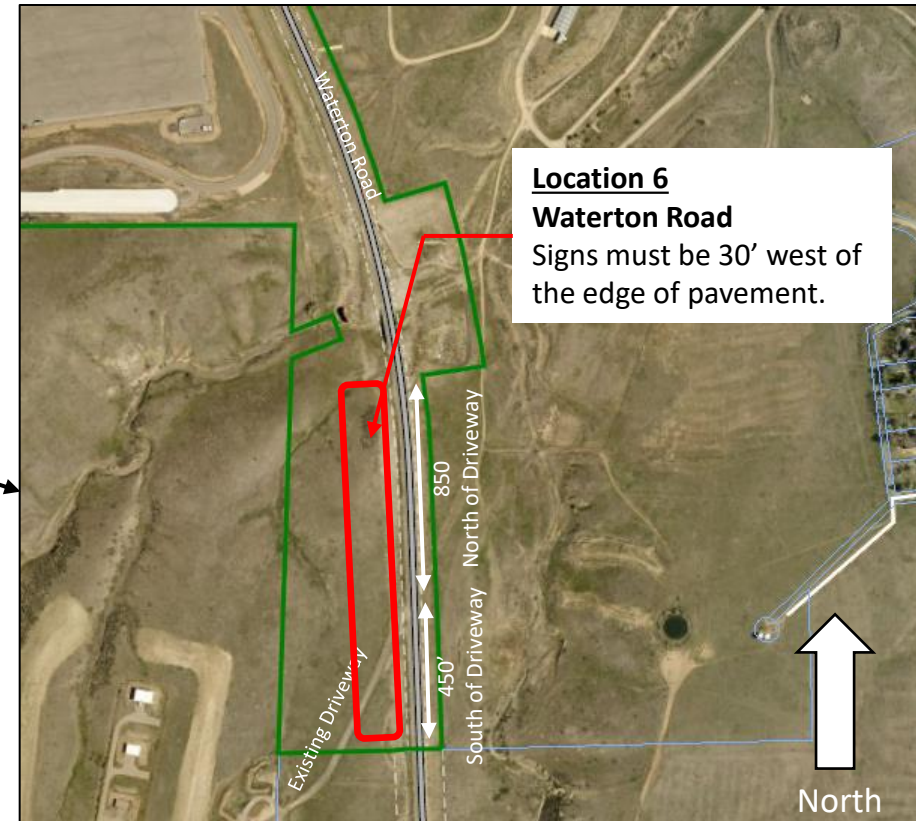 Waterton Road
Location 6
Waterton Road
Signs must be 30’ west of
the edge of pavement.
850
North of Driveway
450’
South of Driveway
Existing Driveway
North